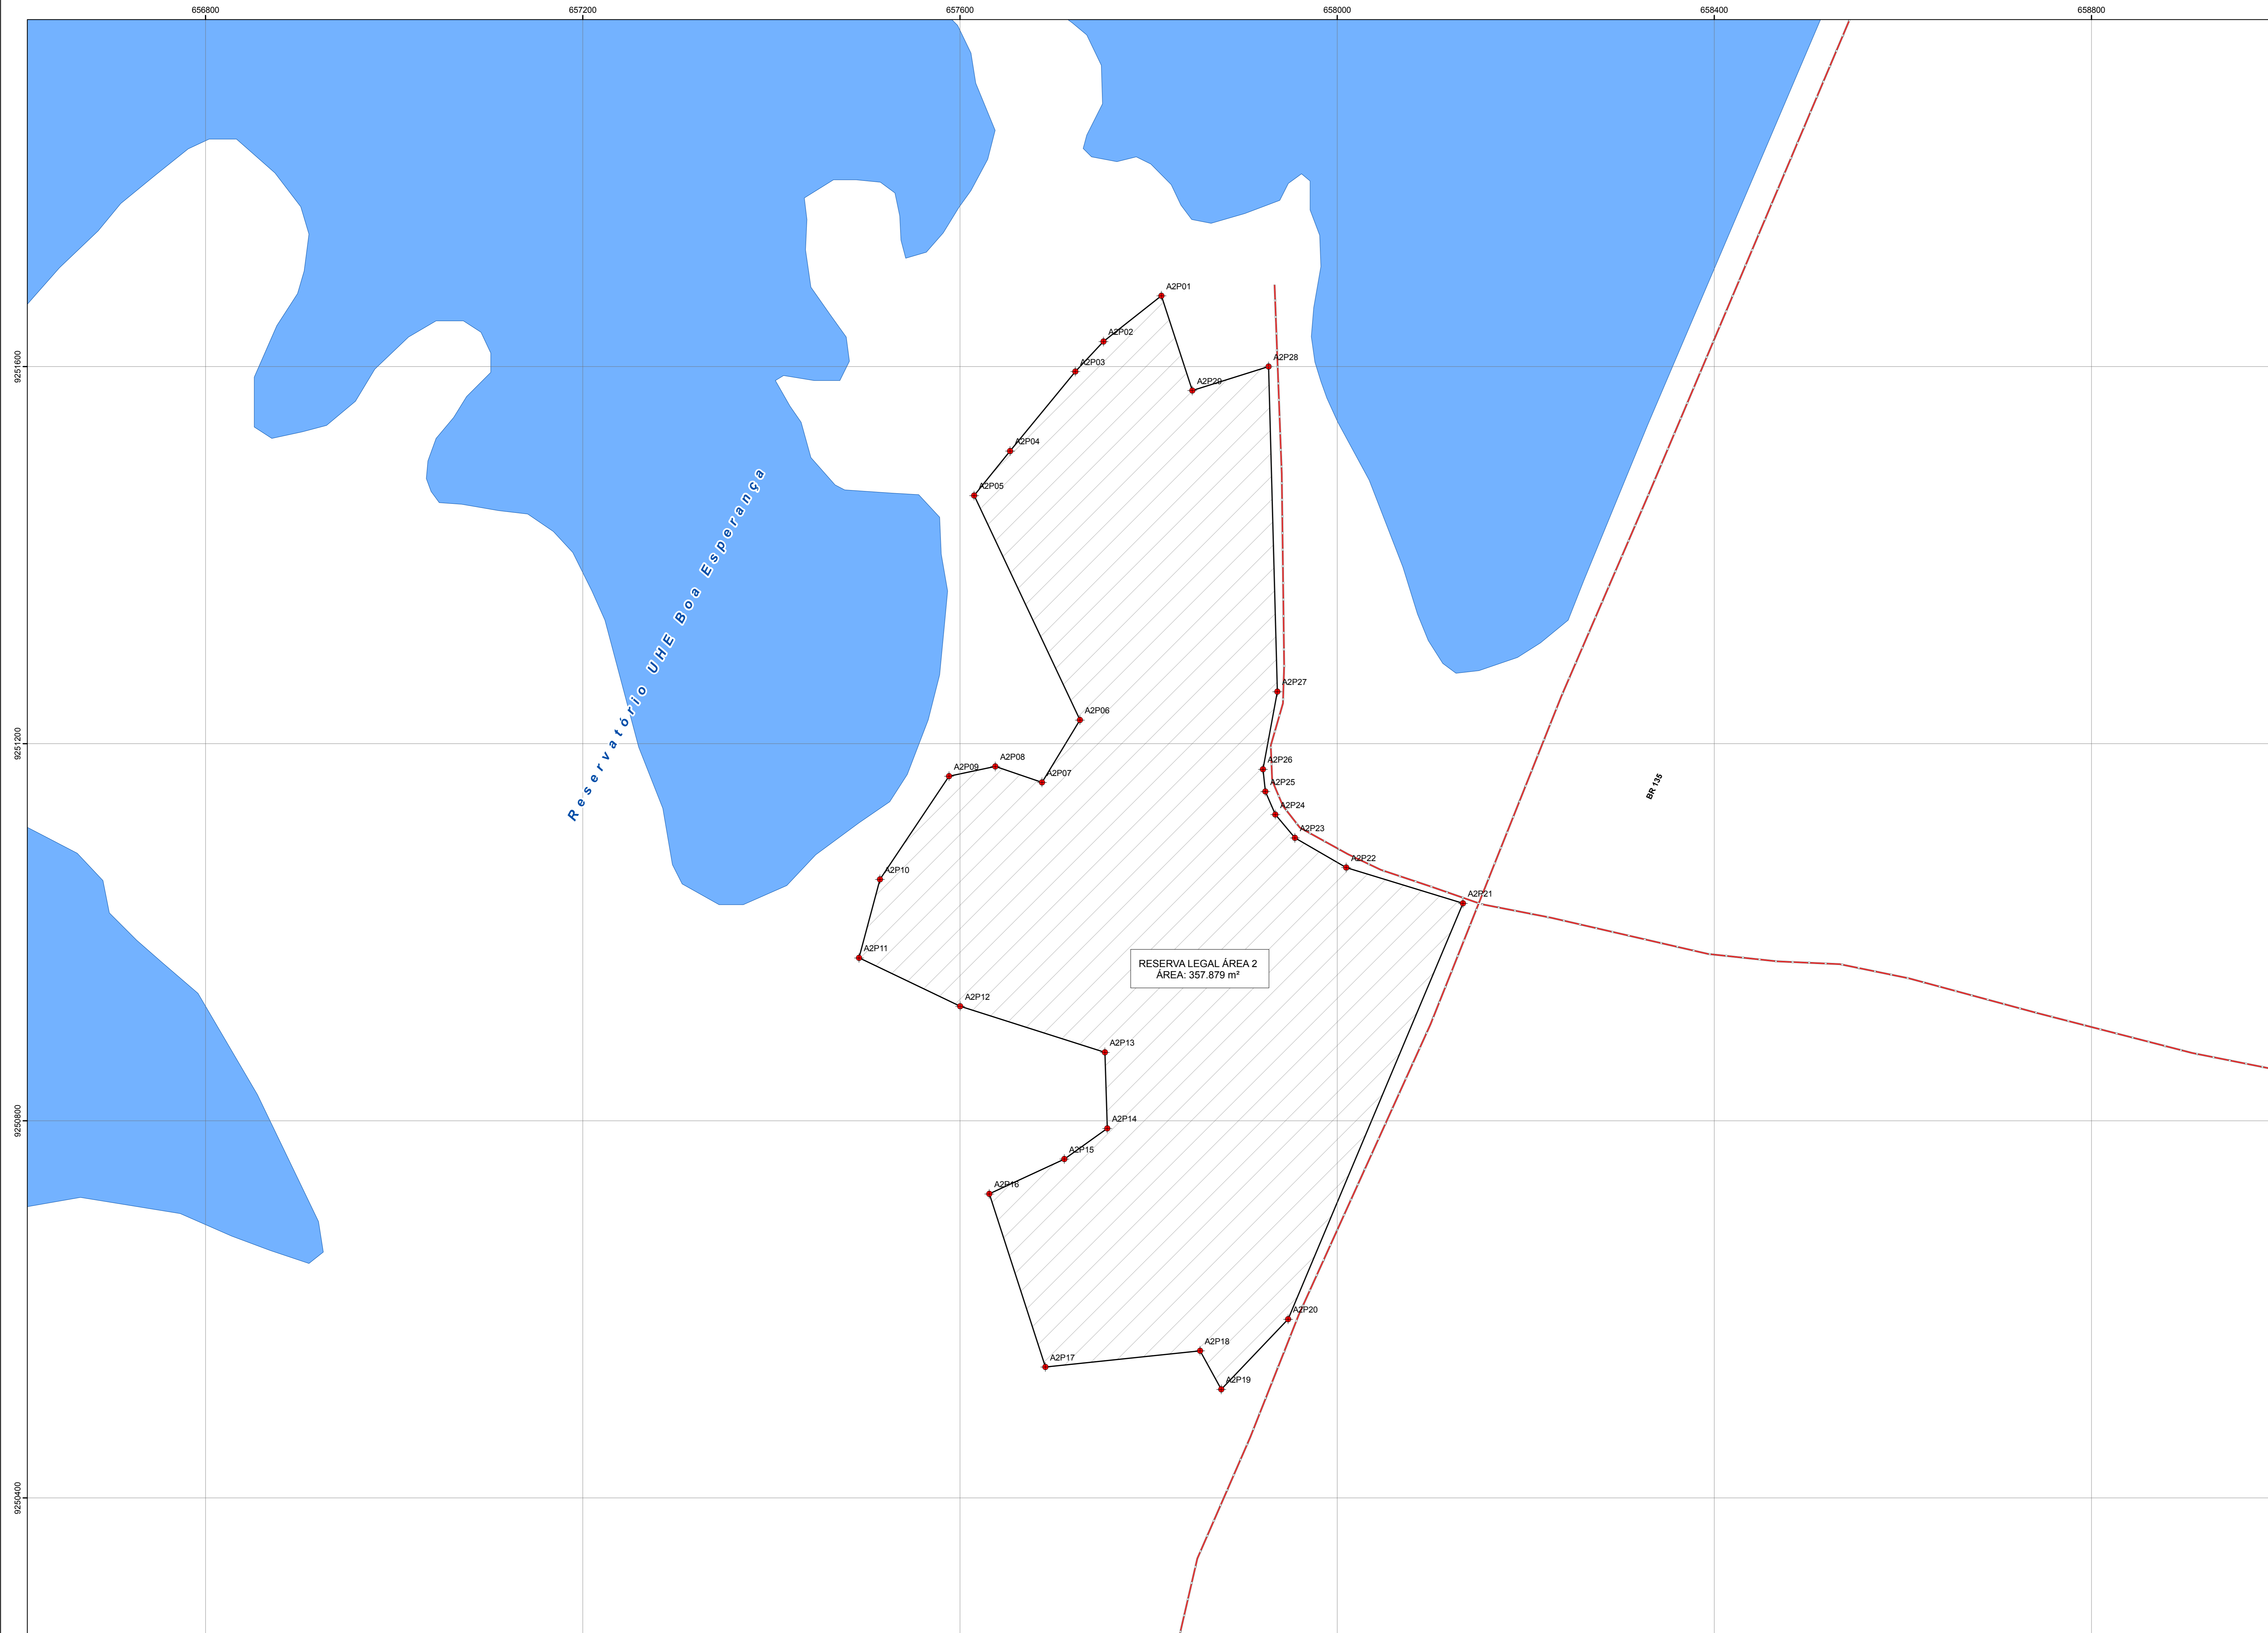 656800
657200
657600
658000
658400
658800
9251600
9251200
9250800
9250400
A2P01
A2P02
A2P03
A2P28
A2P29
A2P04
A2P05
A2P27
A2P06
A2P08
A2P09
A2P07
A2P26
A2P25
A2P24
A2P23
A2P22
A2P10
A2P21
A2P11
A2P12
A2P13
A2P14
A2P15
A2P16
A2P20
A2P18
A2P17
A2P19
Reservatório UHE Boa Esperança
BR 135
RESERVA LEGAL ÁREA 2
ÁREA: 357.879 m²